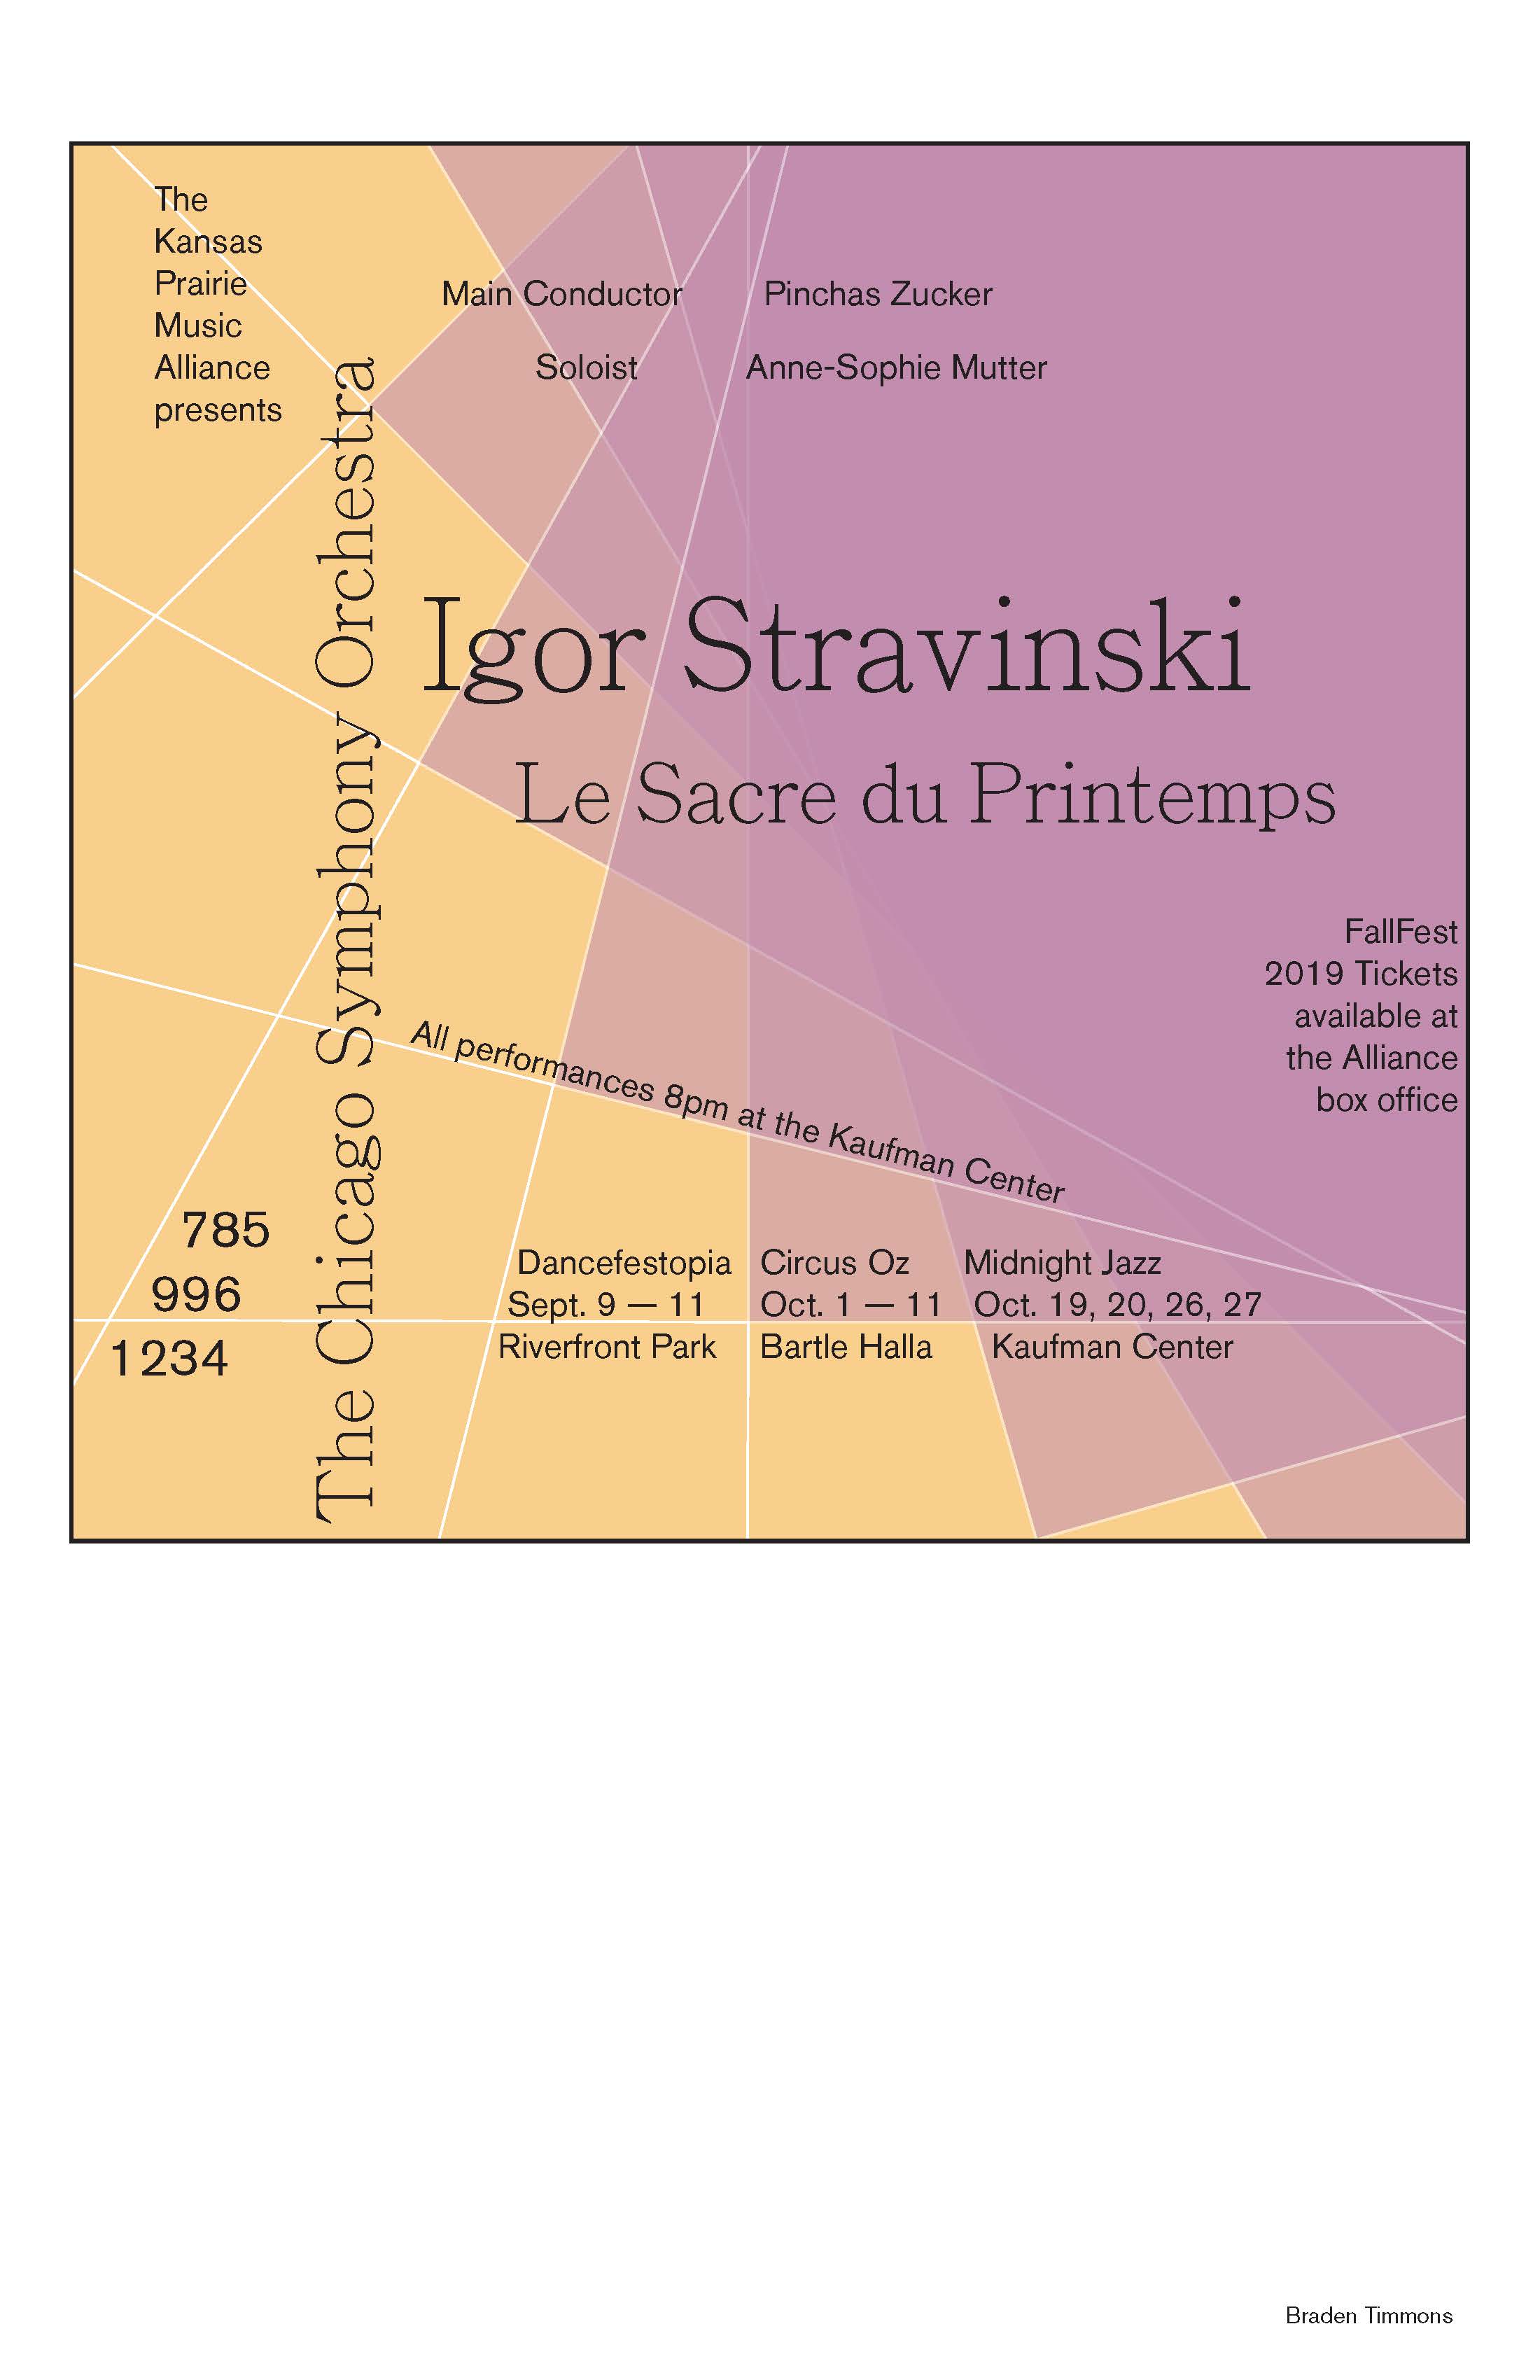 The
Kansas
Prairie
Music
Alliance
presents
Main Conductor Pinchas Zucker
Soloist Anne-Sophie Mutter
The Chicago Symphony Orchestra
Igor Stravinski
Le Sacre du Printemps
FallFest
2019 Tickets
available at
the Alliance
box office
All performances 8pm at the Kaufman Center
785
996
1234
Dancefestopia Circus Oz Midnight Jazz
Sept. 9 — 11 Oct. 1 — 11 Oct. 19, 20, 26, 27
Riverfront Park Bartle Halla Kaufman Center
Braden Timmons